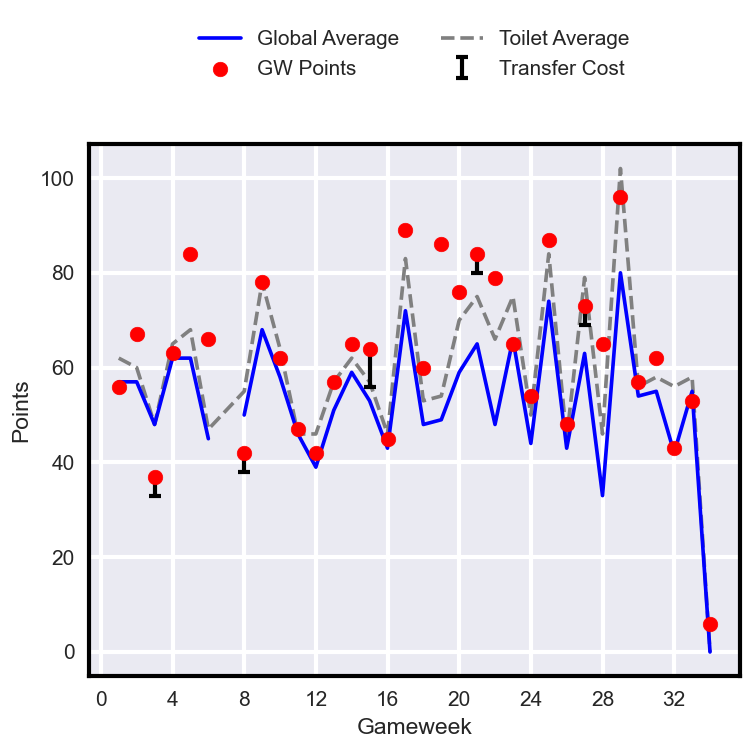 Global Average
Toilet Average
GW Points
Transfer Cost
100
80
60
40
20
0
Points
0 4 8 12 16 20 24 28 32
Gameweek